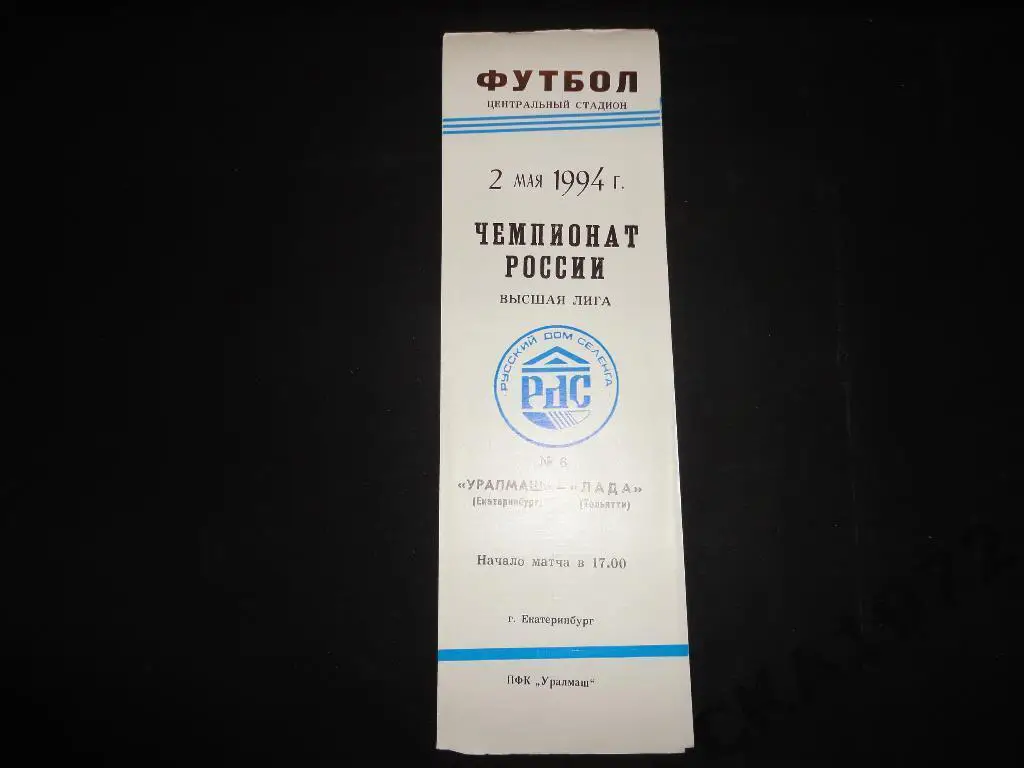 ФУТБОЛ
ЦЕНТРАЛЬНЫЙ СТАДИОН
2 МАЯ 1994 Г.
ЧЕМПИОНАТ
РОССИИ
ВЫСШАЯ ЛИГА
·РУССКИЙ ДОМ СЕЛЕНГА·
РДС
№ 6
«УРАЛМАШ» — «ЛАДА»
(Екатеринбург) (Тольятти)
Начало матча в 17.00
г. Екатеринбург
ПФК „Уралмаш“